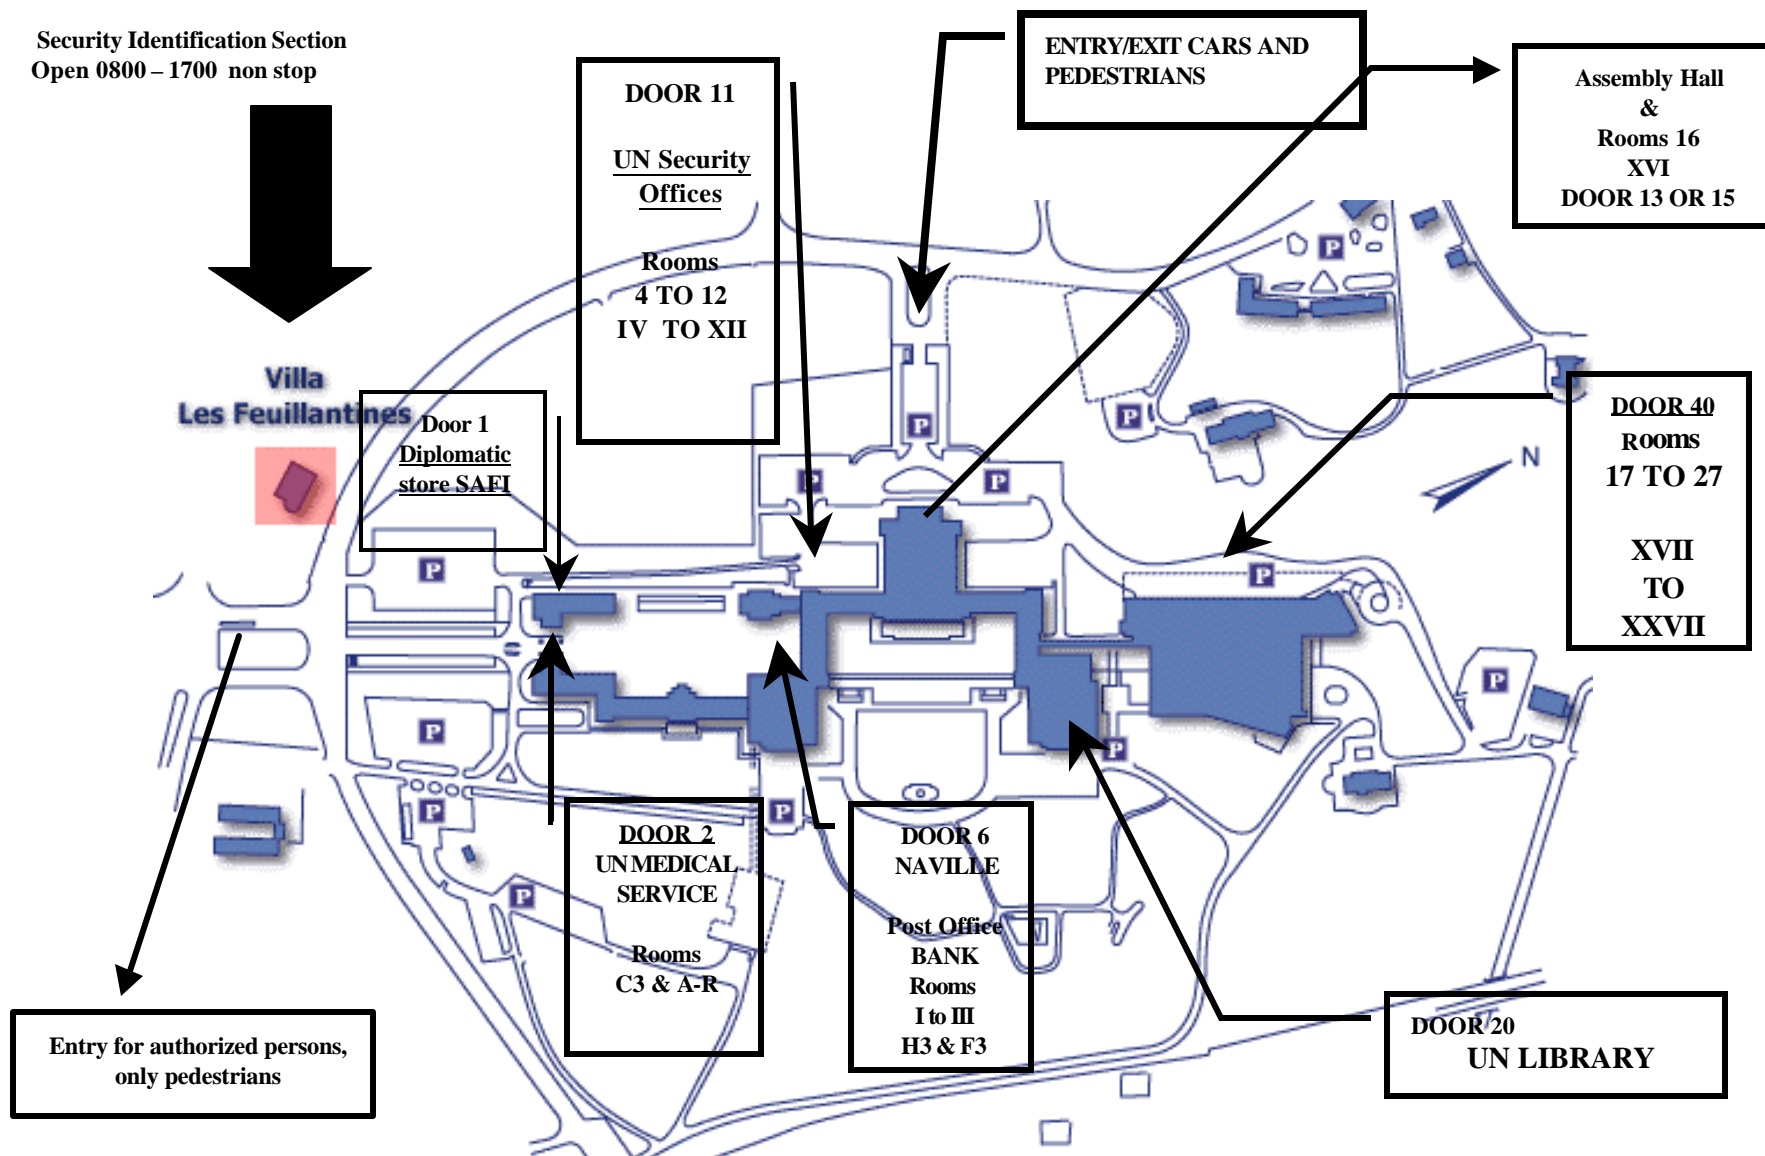 Security Identification Section
Open 0800 – 1700 non stop
DOOR 11
UN Security
Offices
Rooms
4 TO 12
IV TO XII
ENTRY/EXIT CARS AND
PEDESTRIANS
Assembly Hall
&
Rooms 16
XVI
DOOR 13 OR 15
Villa
Les Feuillantines
Door 1
Diplomatic
store SAFI
DOOR 40
Rooms
17 TO 27
XVII
TO
XXVII
N
P
P
P
P
P
P
P
P
P
P
P
P
P
P
DOOR 2
UN MEDICAL
SERVICE
Rooms
C3 & A-R
DOOR 6
NAVILLE
Post Office
BANK
Rooms
I to III
H3 & F3
DOOR 20
UN LIBRARY
Entry for authorized persons,
only pedestrians